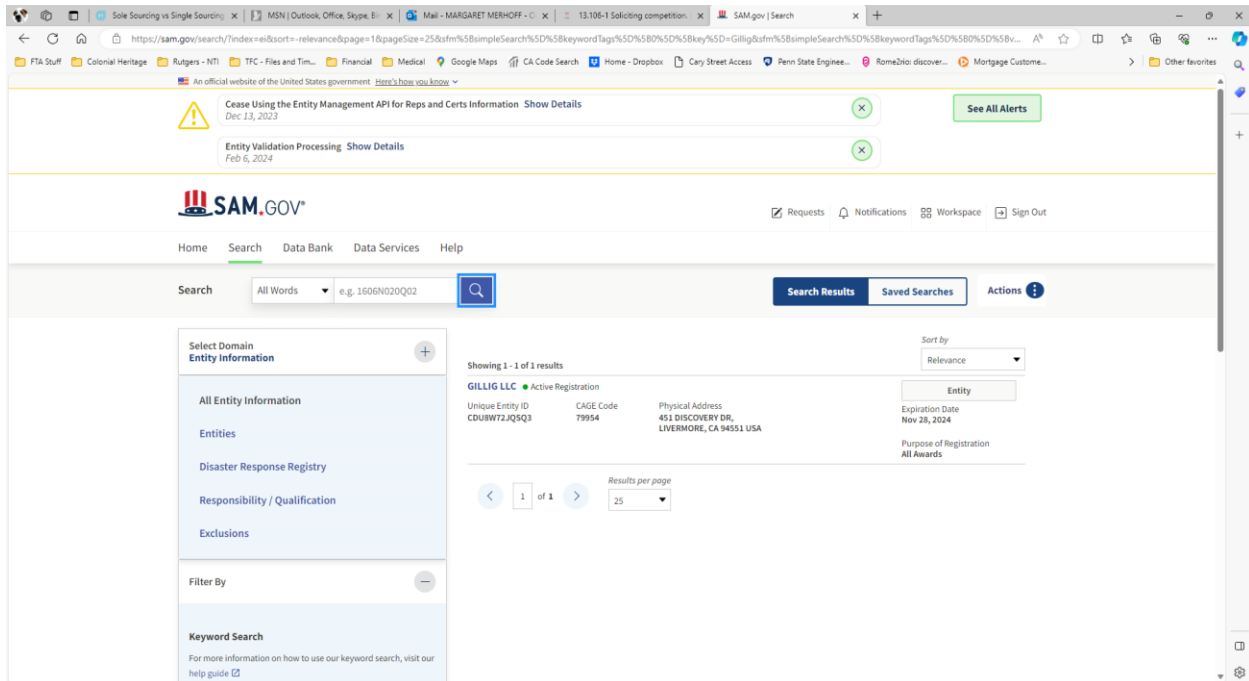 Sole Sourcing vs Single Sourcing
MSN | Outlook, Office, Skype, Bin
Mail - MARGARET MERHOFF - O
13.106-1 Soliciting competition
SAM.gov | Search
https://sam.gov/search/?index=ei&sort=-relevance&page=1&pageSize=25&sfm%5BsimpleSearch%5D%5BkeywordTags%5D%5B0%5D%5Bkey%5D=Gillig&sfm%5BsimpleSearch%5D%5BkeywordTags%5D%5B0%5D%5Bv...
FTA Stuff Colonial Heritage Rutgers - NTI TFC - Files and Tim... Financial Medical Google Maps CA Code Search Home - Dropbox Cary Street Access Penn State Enginee... Rome2rio: discover... Mortgage Custome... Other favorites
An official website of the United States government Here's how you know
Cease Using the Entity Management API for Reps and Certs Information Show Details
Dec 13, 2023
See All Alerts
Entity Validation Processing Show Details
Feb 6, 2024
SAM.GOV®
Requests Notifications Workspace Sign Out
Home Search Data Bank Data Services Help
Search All Words e.g. 1606N020Q02 Search Results Saved Searches Actions
Select Domain
Entity Information
All Entity Information
Entities
Disaster Response Registry
Responsibility / Qualification
Exclusions
Filter By
Keyword Search
For more information on how to use our keyword search, visit our
help guide
Sort by
Relevance
Showing 1 - 1 of 1 results
GILLIG LLC Active Registration
Entity
Unique Entity ID
CDU8W72JQSQ3
CAGE Code
79954
Physical Address
451 DISCOVERY DR,
LIVERMORE, CA 94551 USA
Expiration Date
Nov 28, 2024
Purpose of Registration
All Awards
1 of 1
Results per page
25